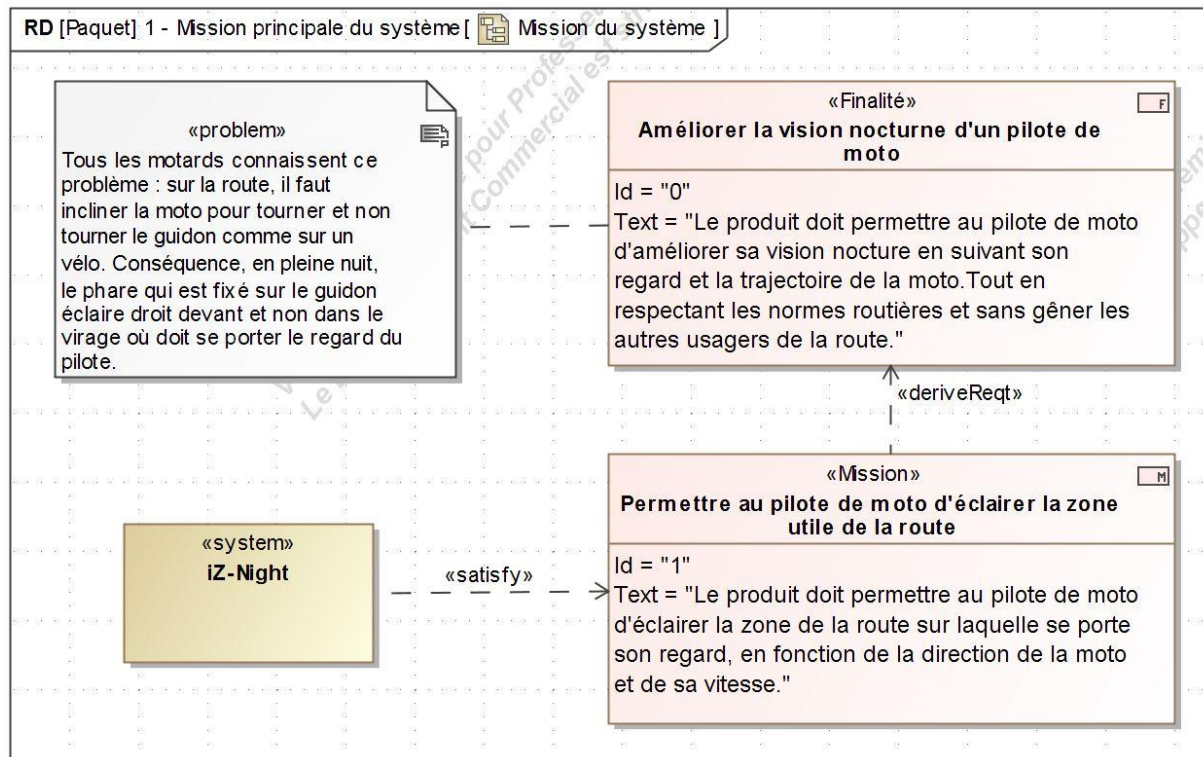 RD [Paquet] 1 - Mission principale du système [ Mission du système ]
«problem»
Tous les motards connaissent ce
problème : sur la route, il faut
incliner la moto pour tourner et non
tourner le guidon comme sur un
vélo. Conséquence, en pleine nuit,
le phare qui est fixé sur le guidon
éclaire droit devant et non dans le
virage où doit se porter le regard du
pilote.
«Finalité»
F
Améliorer la vision nocturne d'un pilote de
moto
Id = "0"
Text = "Le produit doit permettre au pilote de moto
d'améliorer sa vision nocture en suivant son
regard et la trajectoire de la moto.Tout en
respectant les normes routières et sans gêner les
autres usagers de la route."
«deriveReqt»
«Mission»
M
Permettre au pilote de moto d'éclairer la zone
utile de la route
Id = "1"
Text = "Le produit doit permettre au pilote de moto
d'éclairer la zone de la route sur laquelle se porte
son regard, en fonction de la direction de la moto
et de sa vitesse."
«system»
iZ-Night
«satisfy»
pour
Commercial est
Le